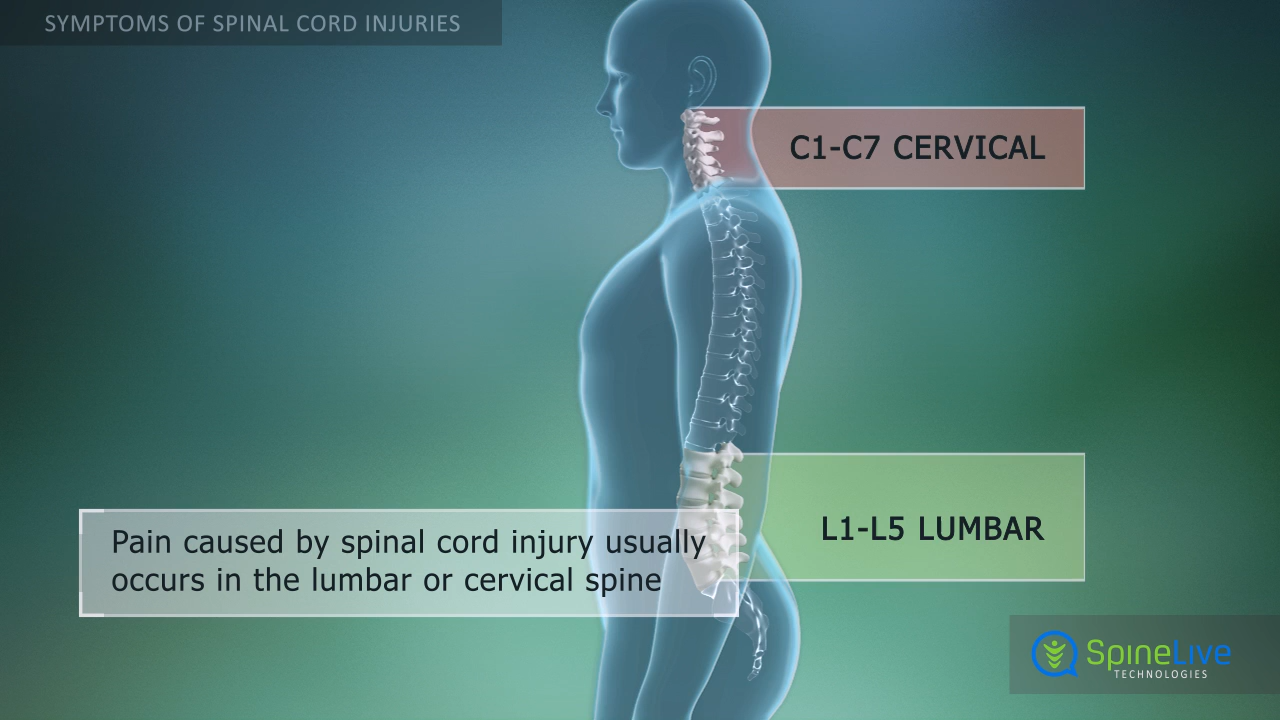 SYMPTOMS OF SPINAL CORD INJURIES
C1-C7 CERVICAL
L1-L5 LUMBAR
Pain caused by spinal cord injury usually
occurs in the lumbar or cervical spine
SpineLive
TECHNOLOGIES